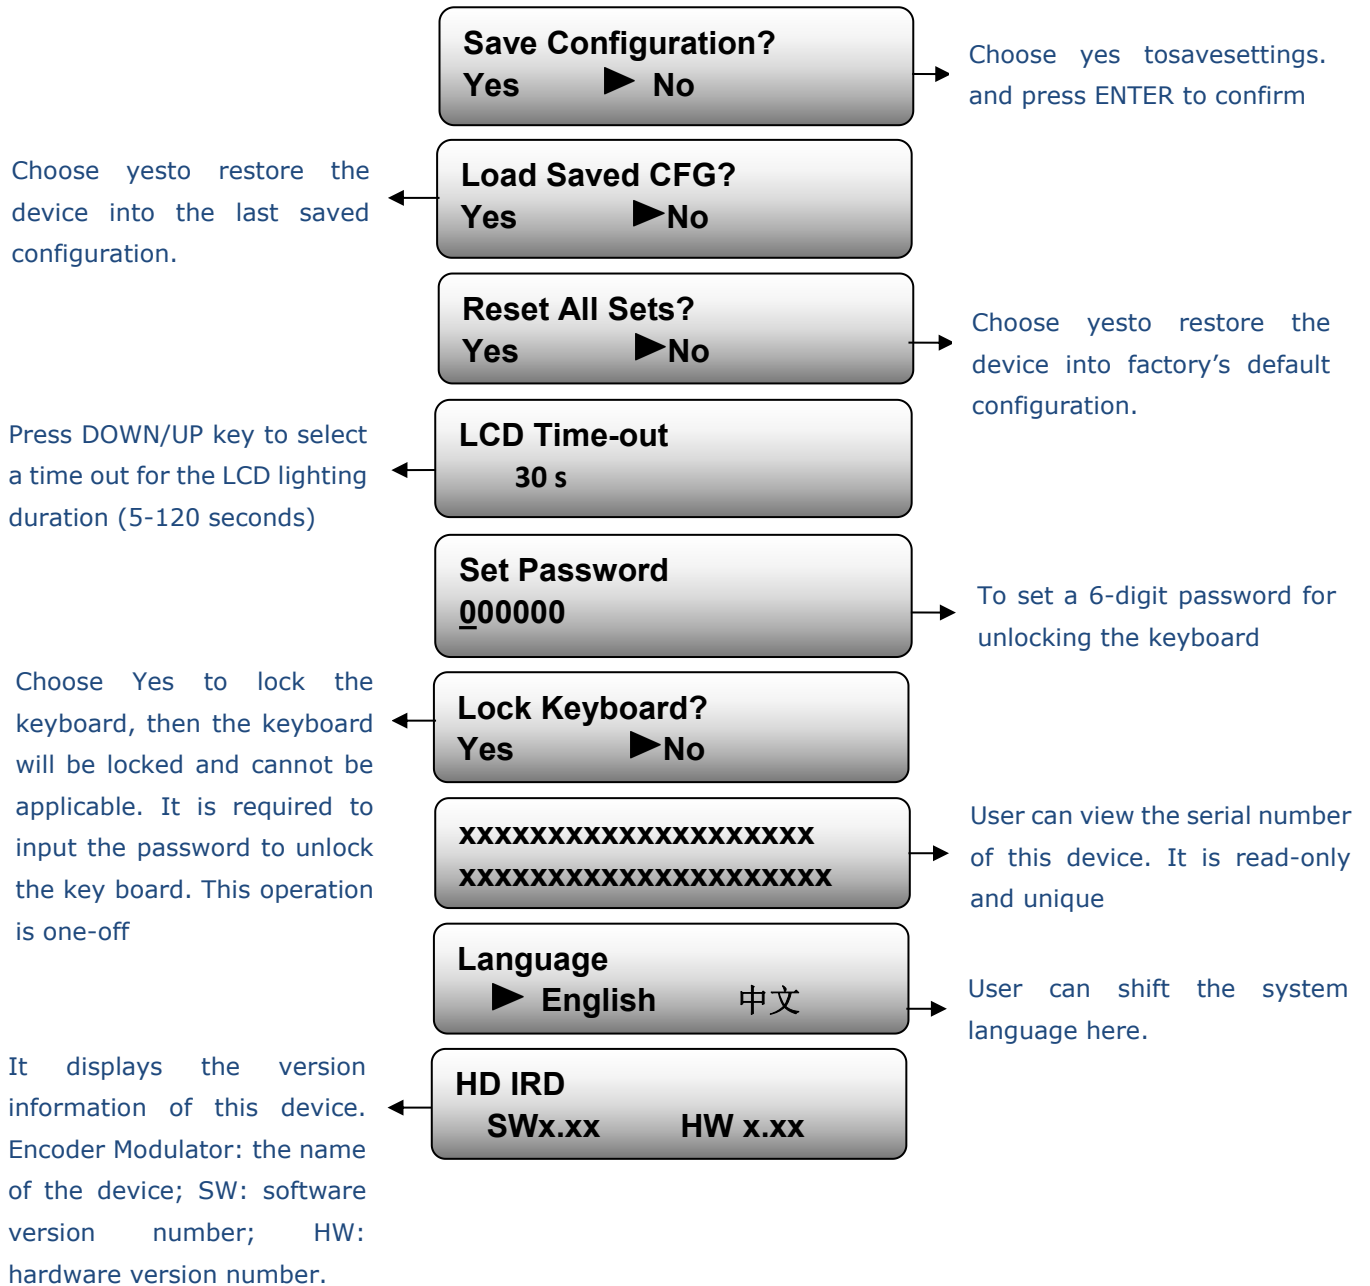 Save Configuration?
Yes ▶ No
Choose yes tosavesettings.
and press ENTER to confirm
Choose yesto restore the
device into the last saved
configuration.
Load Saved CFG?
Yes ▶No
Reset All Sets?
Yes ▶No
Choose yesto restore the
device into factory’s default
configuration.
Press DOWN/UP key to select
a time out for the LCD lighting
duration (5-120 seconds)
LCD Time-out
30 s
Set Password
000000
To set a 6-digit password for
unlocking the keyboard
Choose Yes to lock the
keyboard, then the keyboard
will be locked and cannot be
applicable. It is required to
input the password to unlock
the key board. This operation
is one-off
Lock Keyboard?
Yes ▶No
xxxxxxxxxxxxxxxxxxxx
xxxxxxxxxxxxxxxxxxxxx
User can view the serial number
of this device. It is read-only
and unique
Language
▶ English 中文
User can shift the system
language here.
It displays the version
information of this device.
Encoder Modulator: the name
of the device; SW: software
version number; HW:
hardware version number.
HD IRD
SWx.xx HW x.xx